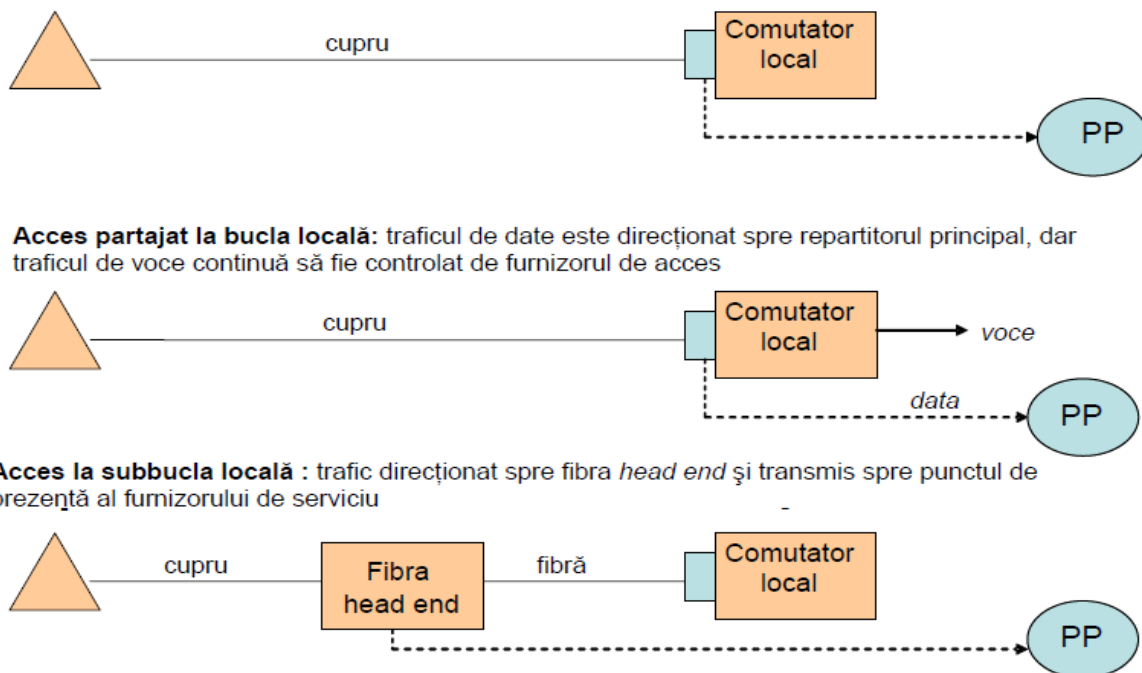 cupru
Comutator
local
PP
Acces partajat la bucla locală: traficul de date este direcționat spre repartitorul principal, dar
traficul de voce continuă să fie controlat de furnizorul de acces
cupru
Comutator
local
voce
data
PP
Acces la subbucla locală : trafic direcționat spre fibra head end şi transmis spre punctul de
prezență al furnizorului de serviciu
cupru
Fibra
head end
fibră
Comutator
local
PP